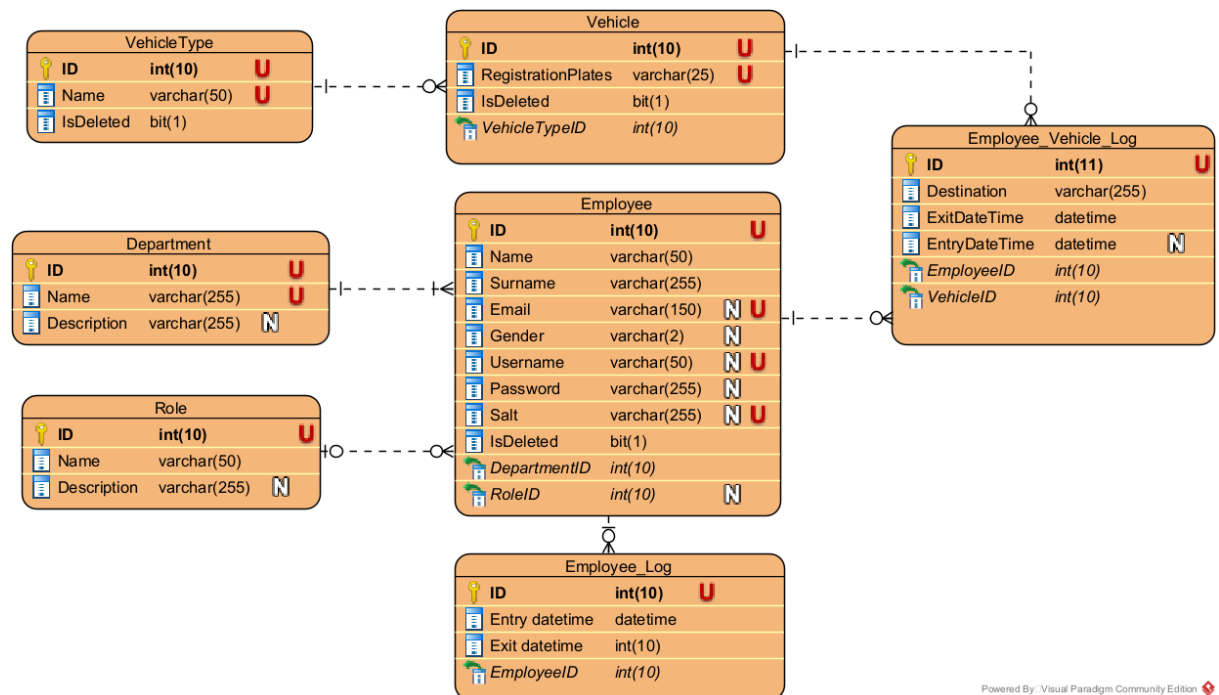 VehicleType
ID int(10) U
Name varchar(50) U
IsDeleted bit(1)
Vehicle
ID int(10) U
RegistrationPlates varchar(25) U
IsDeleted bit(1)
VehicleTypeID int(10)
Employee_Vehicle_Log
ID int(11) U
Destination varchar(255)
ExitDateTime datetime
EntryDateTime datetime N
EmployeeID int(10)
VehicleID int(10)
Department
ID int(10) U
Name varchar(255) U
Description varchar(255) N
Employee
ID int(10) U
Name varchar(50)
Surname varchar(255)
Email varchar(150) N U
Gender varchar(2) N
Username varchar(50) N U
Password varchar(255) N
Salt varchar(255) N U
IsDeleted bit(1)
DepartmentID int(10)
RoleID int(10) N
Role
ID int(10) U
Name varchar(50)
Description varchar(255) N
Employee_Log
ID int(10) U
Entry datetime datetime
Exit datetime int(10)
EmployeeID int(10)
Powered By Visual Paradigm Community Edition